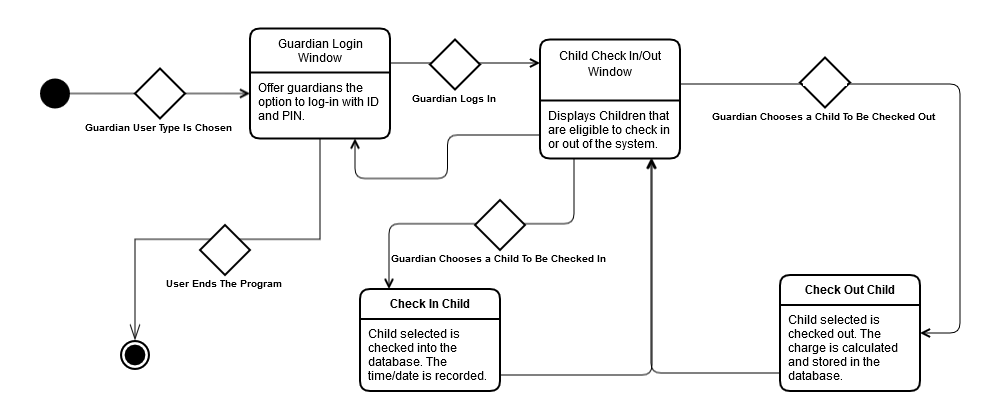 Guardian Login
Window
Offer guardians the
option to log-in with ID
and PIN.
Guardian User Type Is Chosen
Guardian Logs In
Child Check In/Out
Window
Displays Children that
are eligible to check in
or out of the system.
Guardian Chooses a Child To Be Checked Out
Guardian Chooses a Child To Be Checked In
User Ends The Program
Check In Child
Child selected is
checked into the
database. The
time/date is recorded.
Check Out Child
Child selected is
checked out. The
charge is calculated
and stored in the
database.